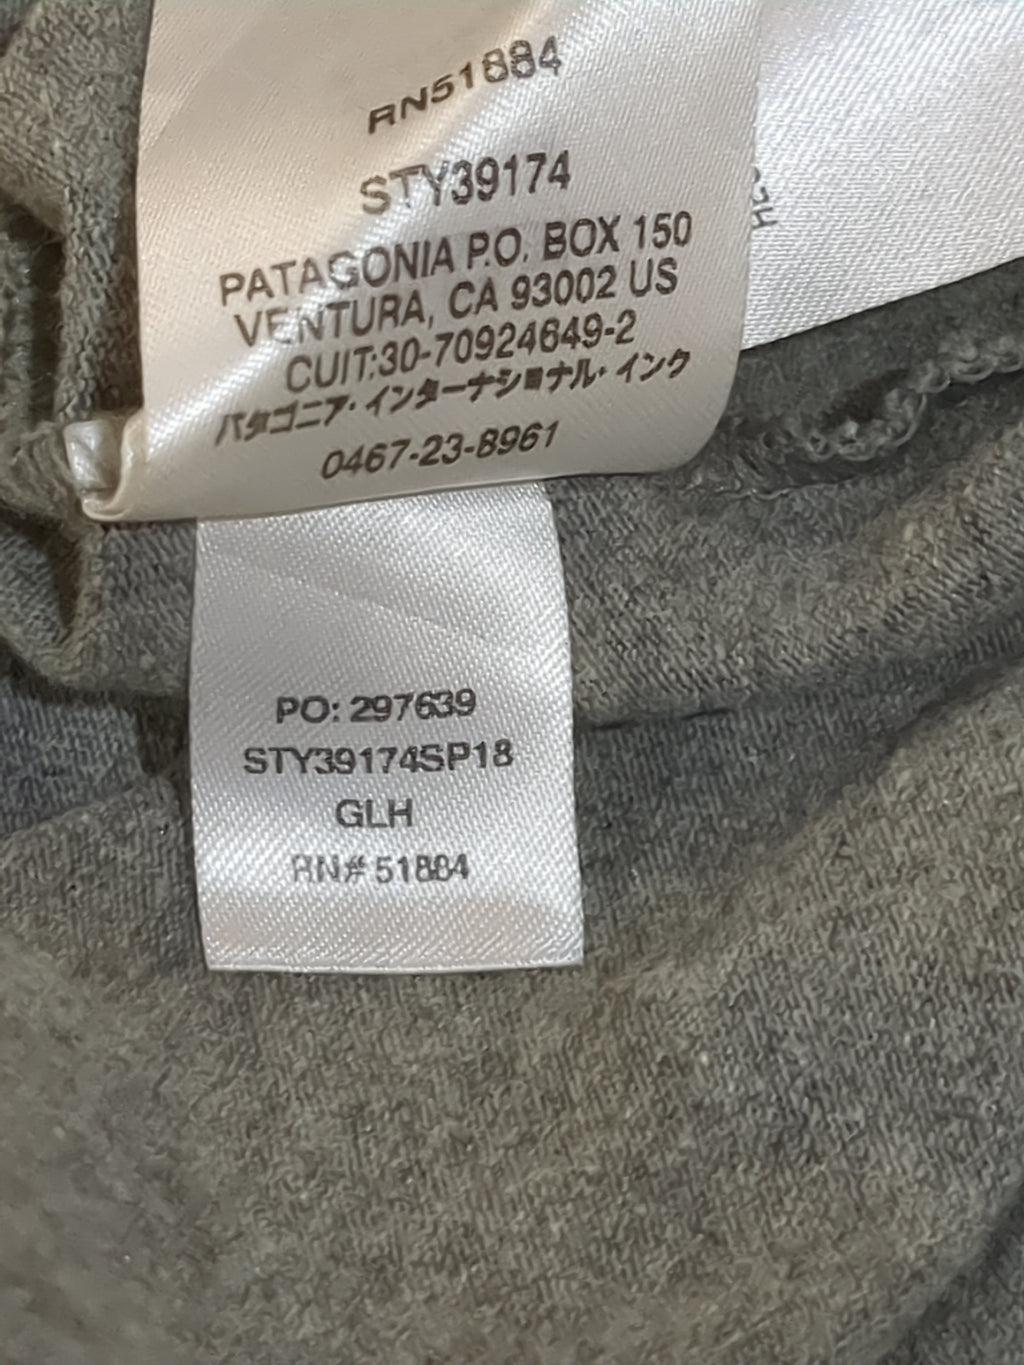 RN51884
STY39174
PATAGONIA P.O. BOX 150
VENTURA, CA 93002 US
CUIT:30-70924649-2
パタゴニア・インターナショナル・インク
0467-23-8961
PO: 297639
STY39174SP18
GLH
RN# 51884